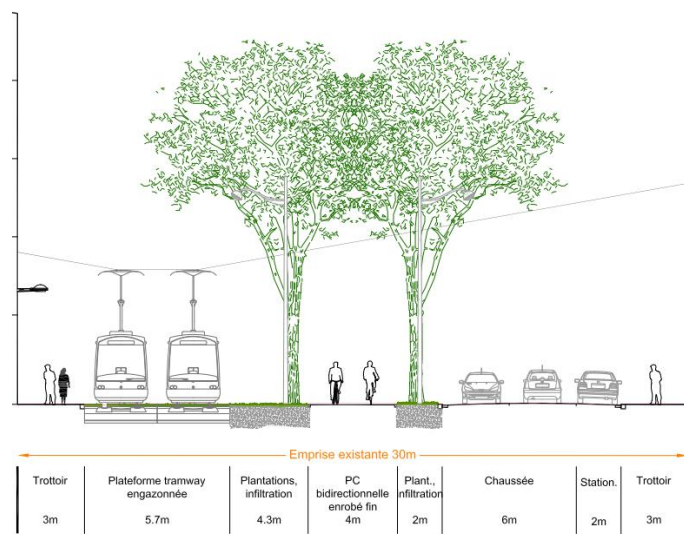 Emprise existante 30m
Trottoir
3m
Plateforme tramway
engazonnée
5.7m
Plantations,
infiltration
4.3m
PC
bidirectionnelle
enrobé fin
4m
Plant.,
infiltration
2m
Chaussée
6m
Station.
2m
Trottoir
3m